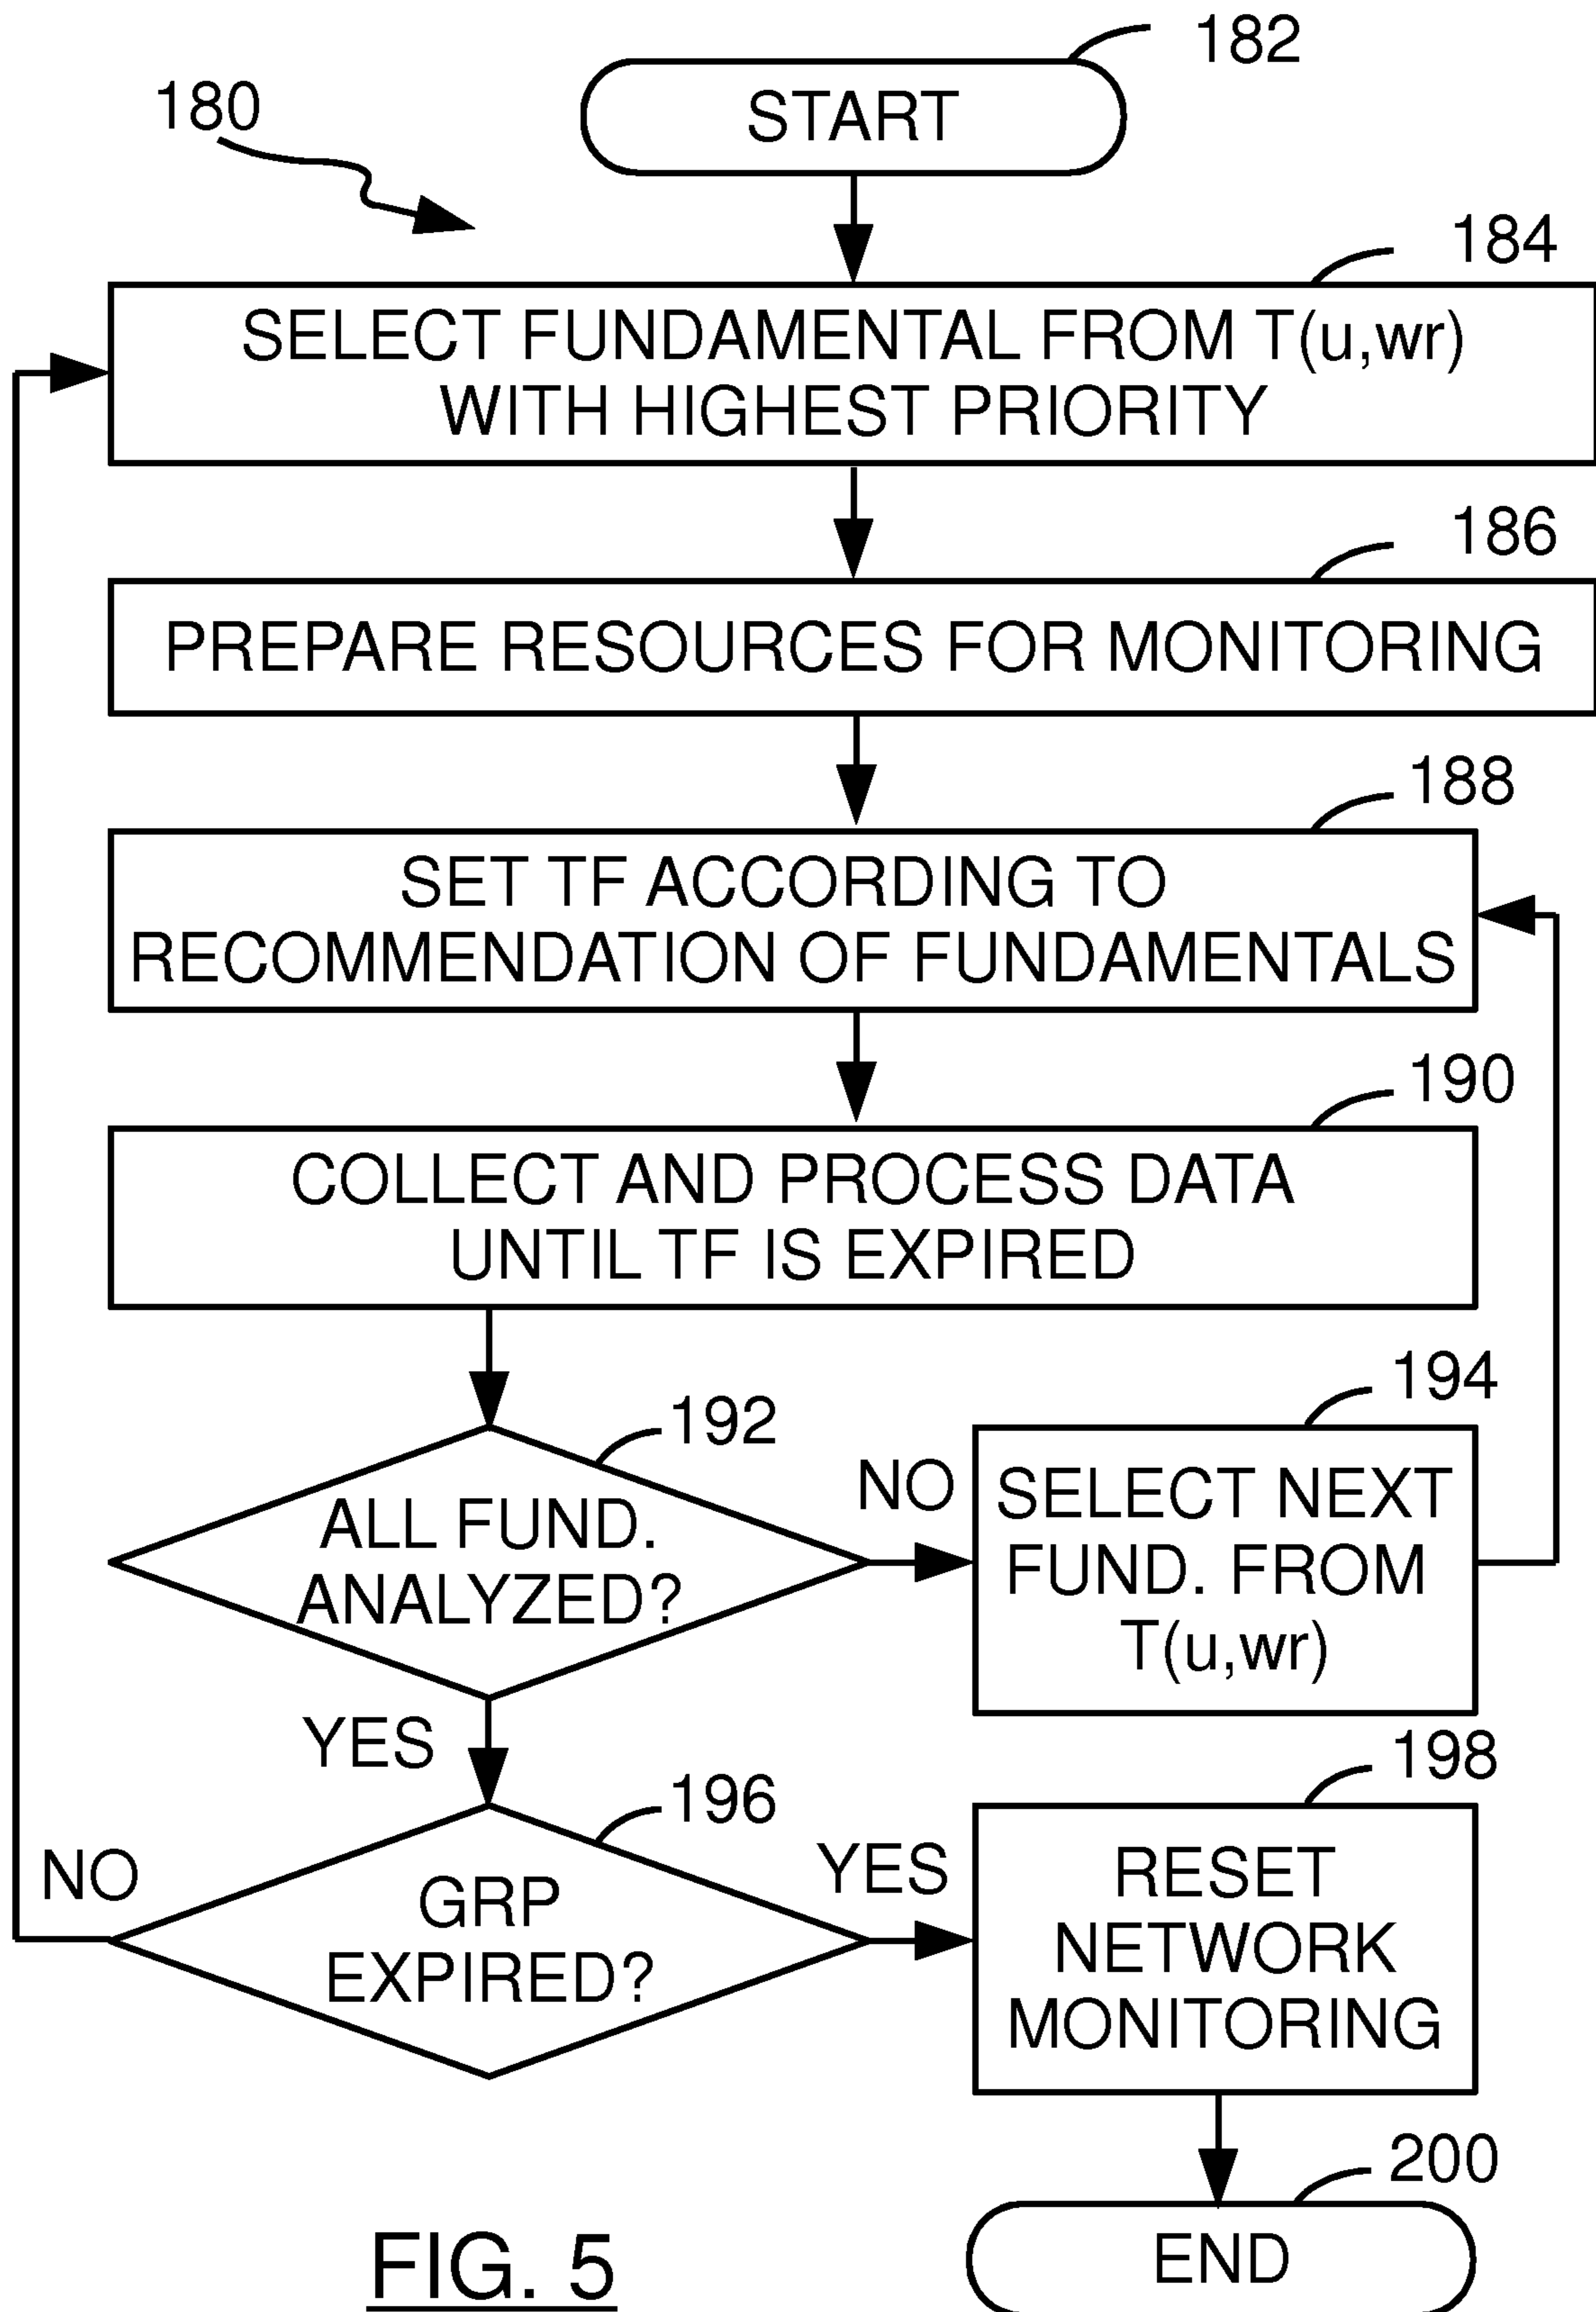 182
180
START
184
SELECT FUNDAMENTAL FROM T(u,wr)
WITH HIGHEST PRIORITY
186
PREPARE RESOURCES FOR MONITORING
188
SET TF ACCORDING TO
RECOMMENDATION OF FUNDAMENTALS
190
COLLECT AND PROCESS DATA
UNTIL TF IS EXPIRED
192
ALL FUND.
ANALYZED?
NO
194
SELECT NEXT
FUND. FROM
T(u,wr)
YES
196
GRP
EXPIRED?
NO
YES
198
RESET
NETWORK
MONITORING
200
END
FIG. 5